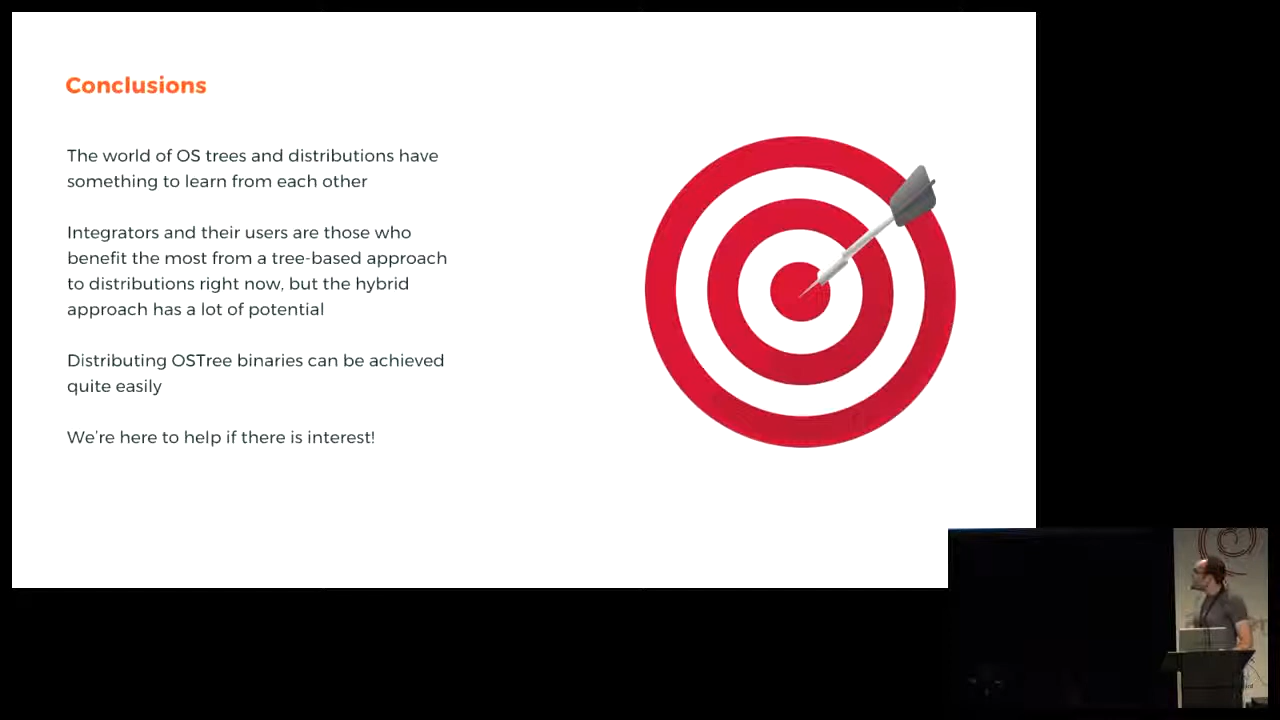 Conclusions
The world of OS trees and distributions have
something to learn from each other
Integrators and their users are those who
benefit the most from a tree-based approach
to distributions right now, but the hybrid
approach has a lot of potential
Distributing OSTree binaries can be achieved
quite easily
We're here to help if there is interest!